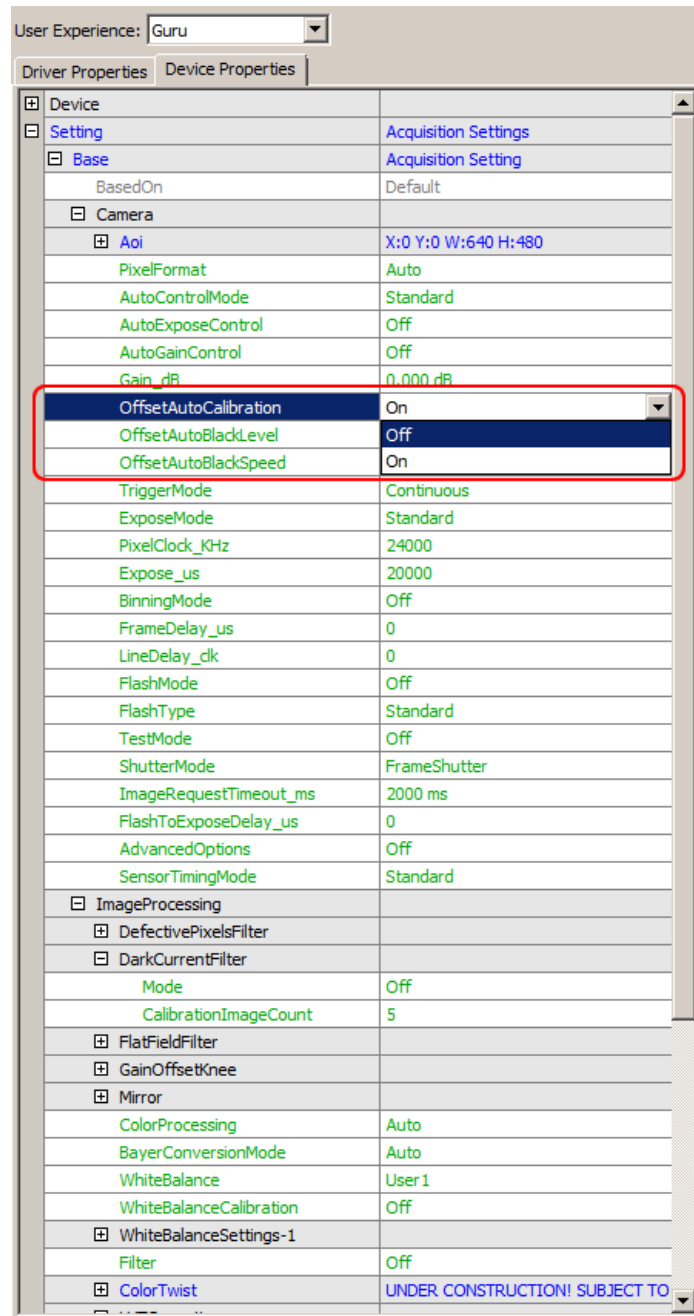 User Experience: Guru
Driver Properties Device Properties
Device
Setting Acquisition Settings
Base Acquisition Setting
BasedOn Default
Camera
Aoi X:0 Y:0 W:640 H:480
PixelFormat Auto
AutoControlMode Standard
AutoExposeControl Off
AutoGainControl Off
Gain_dB 0.000 dB
OffsetAutoCalibration On
OffsetAutoBlackLevel Off
OffsetAutoBlackSpeed On
TriggerMode Continuous
ExposeMode Standard
PixelClock_KHz 24000
Expose_us 20000
BinningMode Off
FrameDelay_us 0
LineDelay_clk 0
FlashMode Off
FlashType Standard
TestMode Off
ShutterMode FrameShutter
ImageRequestTimeout_ms 2000 ms
FlashToExposeDelay_us 0
AdvancedOptions Off
SensorTimingMode Standard
ImageProcessing
DefectivePixelsFilter
DarkCurrentFilter
Mode Off
CalibrationImageCount 5
FlatFieldFilter
GainOffsetKnee
Mirror
ColorProcessing Auto
BayerConversionMode Auto
WhiteBalance User1
WhiteBalanceCalibration Off
WhiteBalanceSettings-1
Filter Off
ColorTwist UNDER CONSTRUCTION! SUBJECT TO